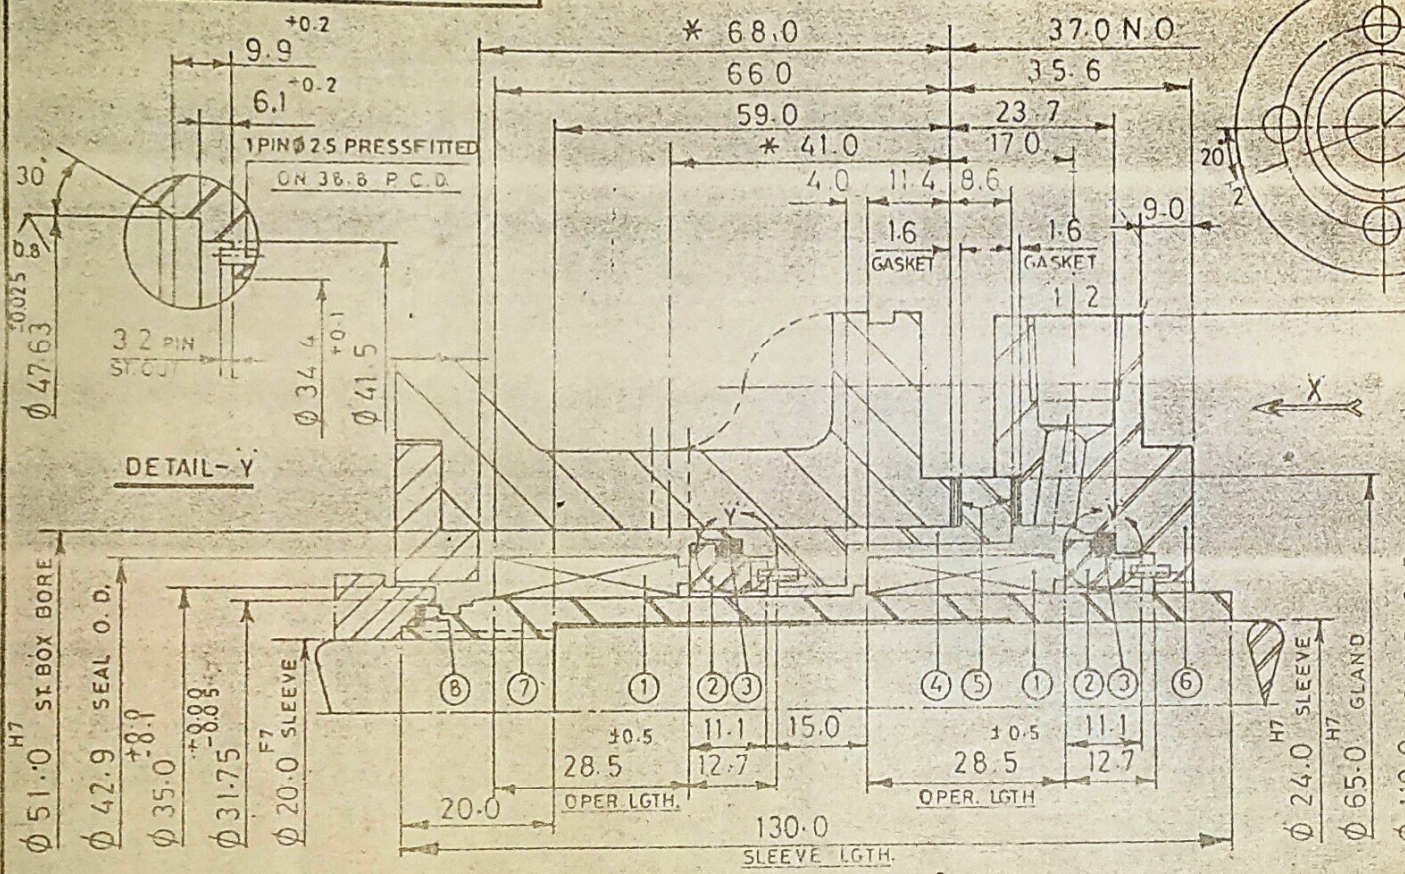 +0.2
9.9
+0.2
6.1
1 PIN Ø 2.5 PRESSFITTED
ON 38.8 P.C.D.
30°
0.8
±0.025
Ø 47.63
3.2 PIN
ST. OUT
Ø 34.4
+0.1
Ø 41.5
DETAIL- Y
* 68.0
37.0 N.O.
66.0
35.6
59.0
23.7
* 41.0
17.0
4.0
11.4
8.6
9.0
1.6
GASKET
1.6
GASKET
1
2
20°
X
Y
Y
8
7
1
2
3
4
5
1
2
3
6
±0.5
28.5
OPER. LGTH.
11.1
12.7
15.0
±0.5
28.5
OPER. LGTH
11.1
12.7
20.0
130.0
SLEEVE LGTH.
H7
Ø 51.0 ST. BOX BORE
Ø 42.9 SEAL O.D.
Ø 35.0
+0.00
-0.05
Ø 31.75
F7
Ø 20.0 SLEEVE
H7
Ø 24.0 SLEEVE
H7
Ø 65.0 GLAND